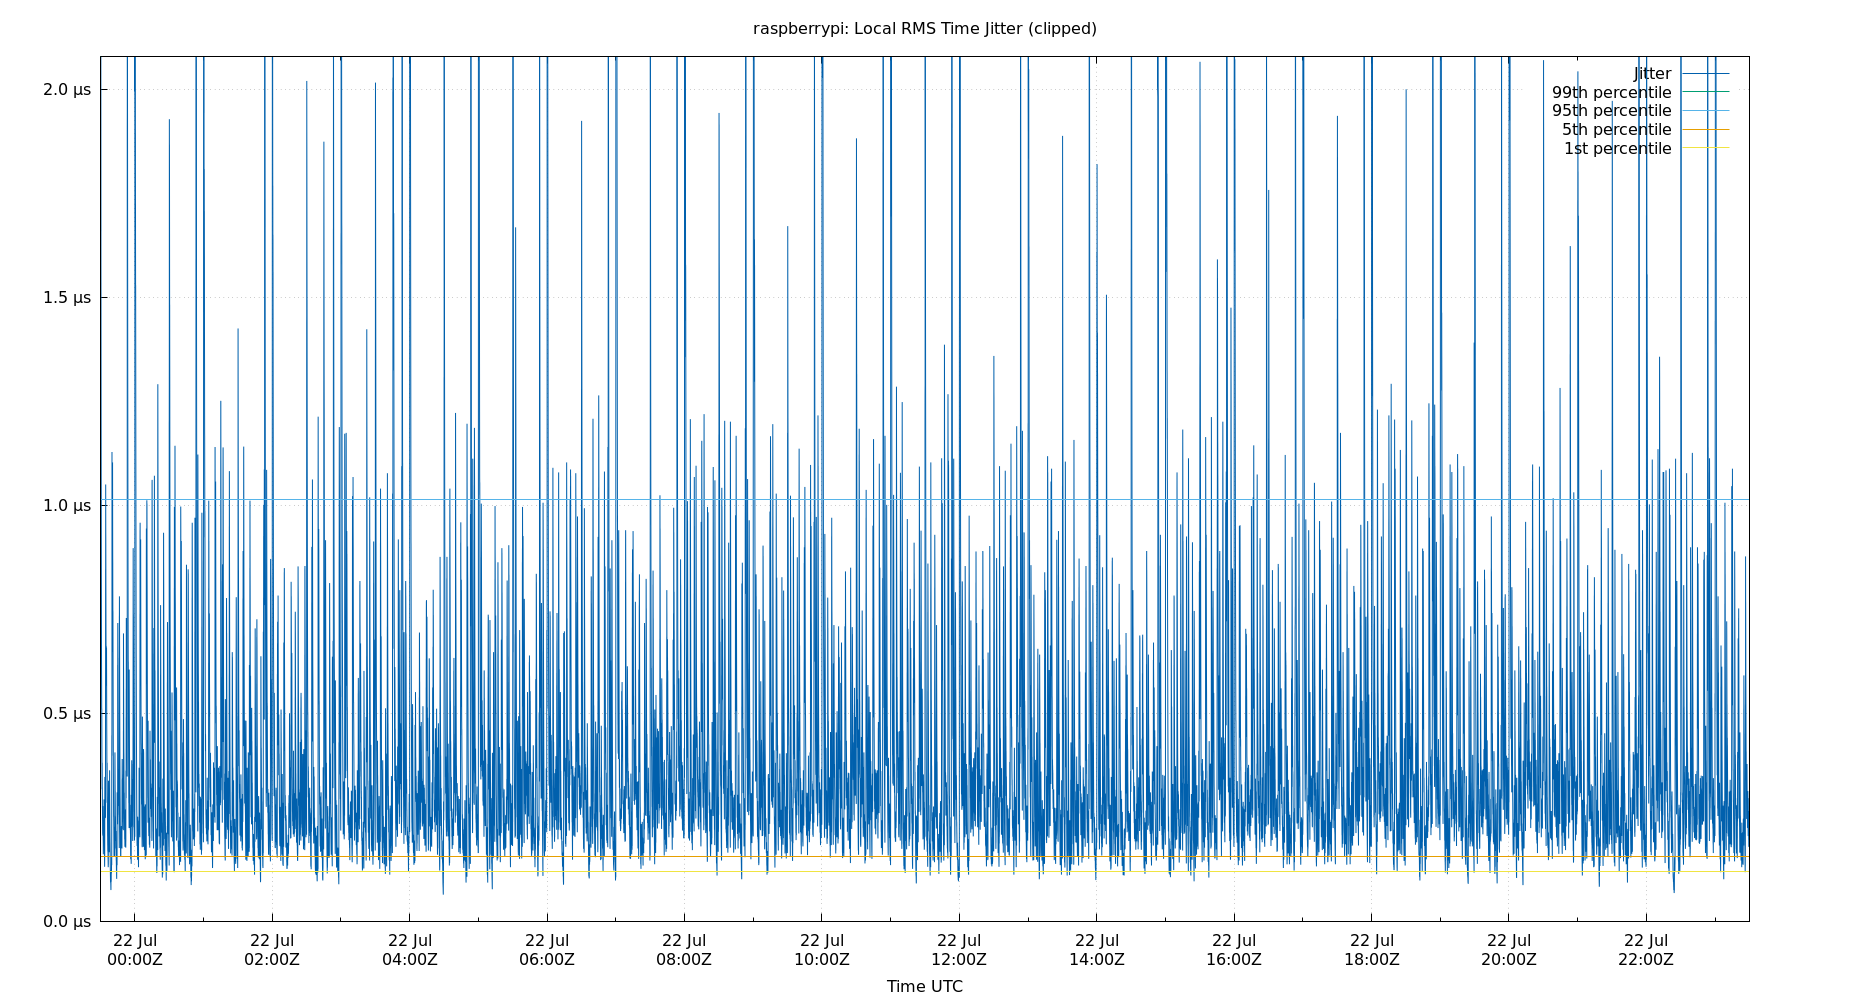 raspberrypi: Local RMS Time Jitter (clipped)
2.0 μs
1.5 μs
1.0 μs
0.5 μs
0.0 μs
Jitter
99th percentile
95th percentile
5th percentile
1st percentile
22 Jul 22 Jul 22 Jul 22 Jul 22 Jul 22 Jul 22 Jul 22 Jul 22 Jul 22 Jul 22 Jul 22 Jul
00:00Z 02:00Z 04:00Z 06:00Z 08:00Z 10:00Z 12:00Z 14:00Z 16:00Z 18:00Z 20:00Z 22:00Z
Time UTC